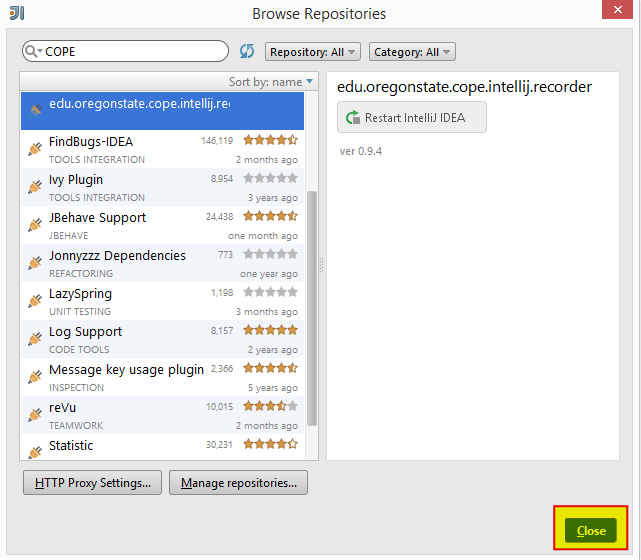 Browse Repositories
COPE
Repository: All
Category: All
Sort by: name
edu.oregonstate.cope.intellij.rec
FindBugs-IDEA 146,119
TOOLS INTEGRATION 2 months ago
Ivy Plugin 8,954
TOOLS INTEGRATION 3 years ago
JBehave Support 24,438
JBEHAVE one month ago
Jonnyzzz Dependencies 773
REFACTORING one year ago
LazySpring 1,198
UNIT TESTING 3 months ago
Log Support 8,157
CODE TOOLS 2 years ago
Message key usage plugin 2,366
INSPECTION 5 years ago
reVu 10,015
TEAMWORK 2 months ago
Statistic 30,231
edu.oregonstate.cope.intellij.recorder
Restart IntelliJ IDEA
ver 0.9.4
HTTP Proxy Settings...
Manage repositories...
Close